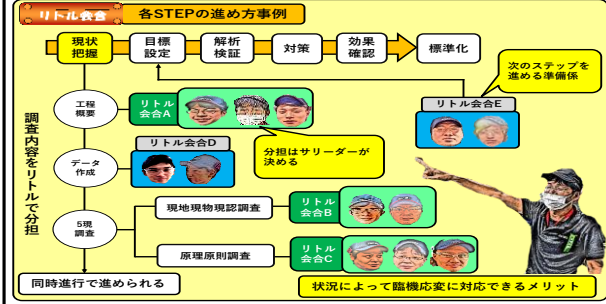 リトル会合
各STEPの進め方事例
現状
把握
目標
設定
解析
検証
対策
効果
確認
標準化
次のステップを
進める準備係
調査内容をリトルで分担
工程
概要
リトル
会合A
リトル会合E
リトル会合D
分担はサリーダーが
決める
データ
作成
5現
調査
現地現物現認調査
リトル
会合B
原理原則調査
リトル
会合C
同時進行で進められる
状況によって臨機応変に対応できるメリット